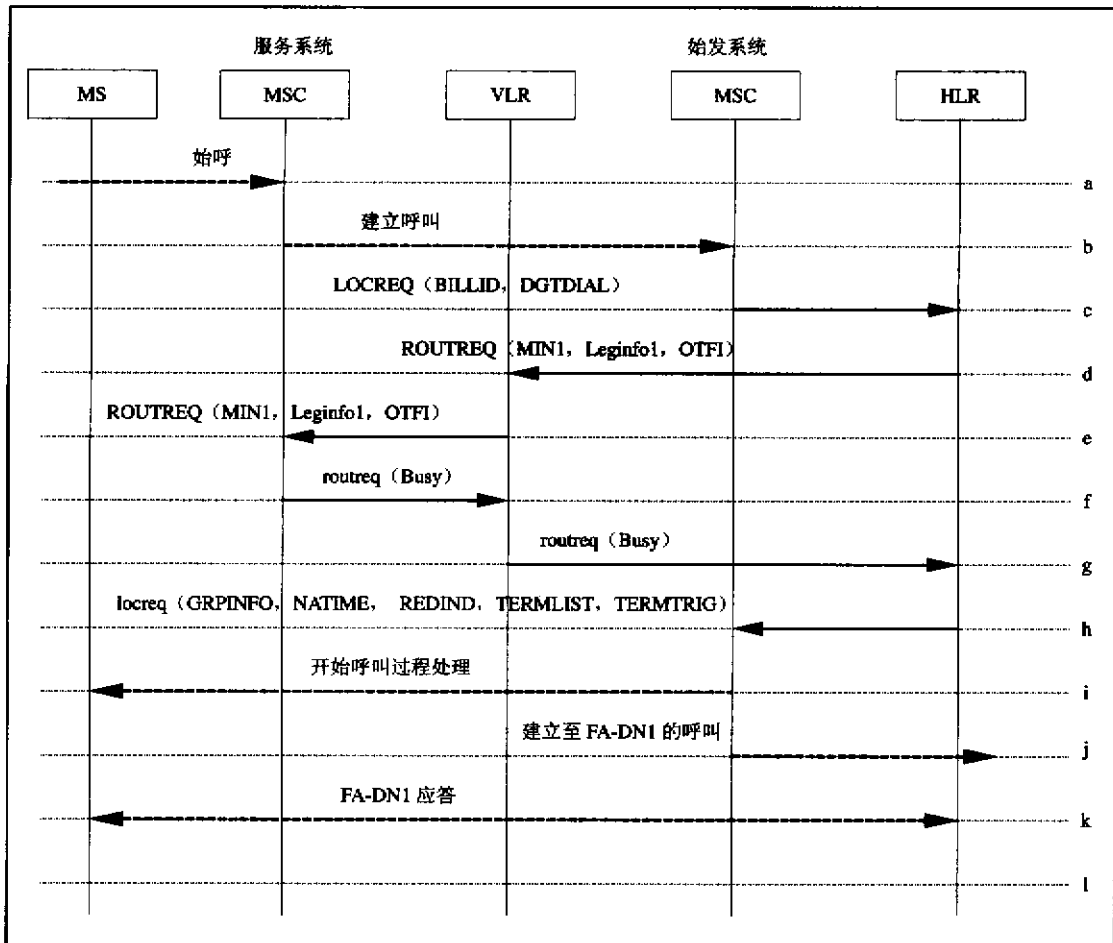 服务系统 始发系统
MS MSC VLR MSC HLR
始呼
a
建立呼叫
b
LOCREQ（BILLID，DGTDIAL）
c
ROUTREQ（MIN1，Leginfo1，OTFI）
d
ROUTREQ（MIN1，Leginfo1，OTFI）
e
routreq（Busy）
f
routreq（Busy）
g
locreq（GRPINFO，NATIME， REDIND，TERMLIST，TERMTRIG）
h
开始呼叫过程处理
i
建立至 FA-DN1 的呼叫
j
FA-DN1 应答
k
l